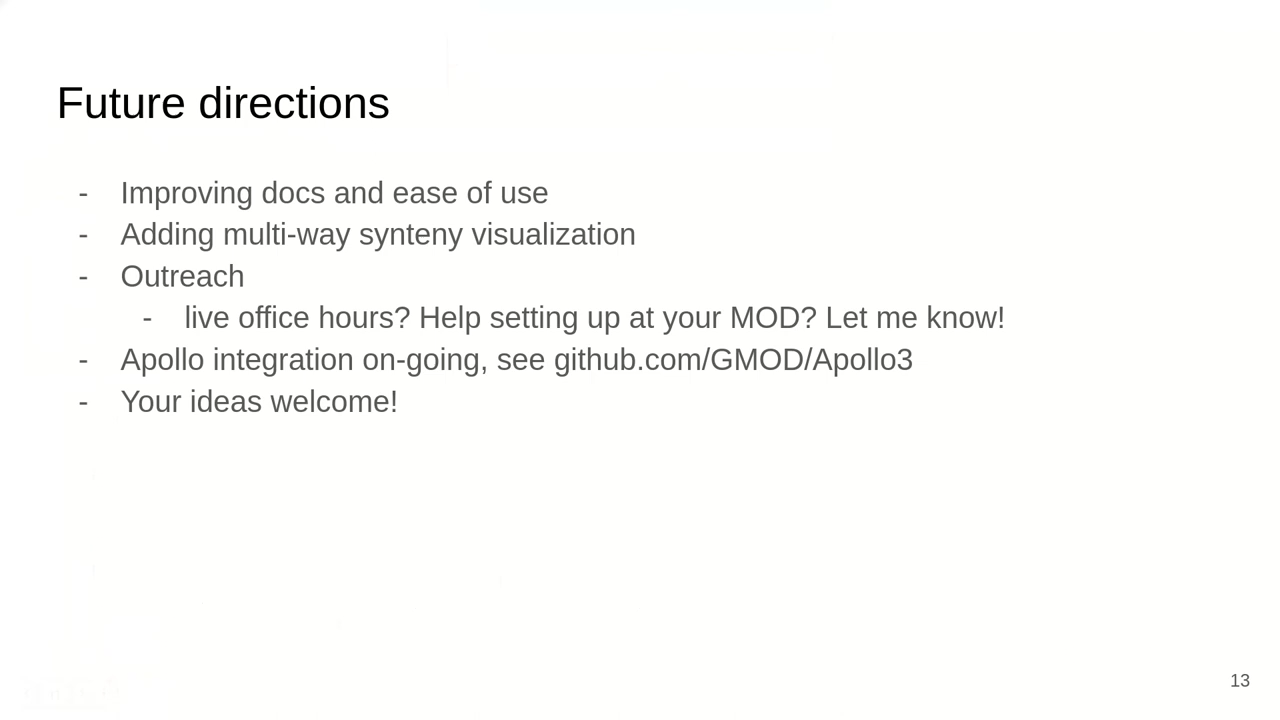 Future directions
- Improving docs and ease of use
- Adding multi-way synteny visualization
- Outreach
- live office hours? Help setting up at your MOD? Let me know!
- Apollo integration on-going, see github.com/GMOD/Apollo3
- Your ideas welcome!
13